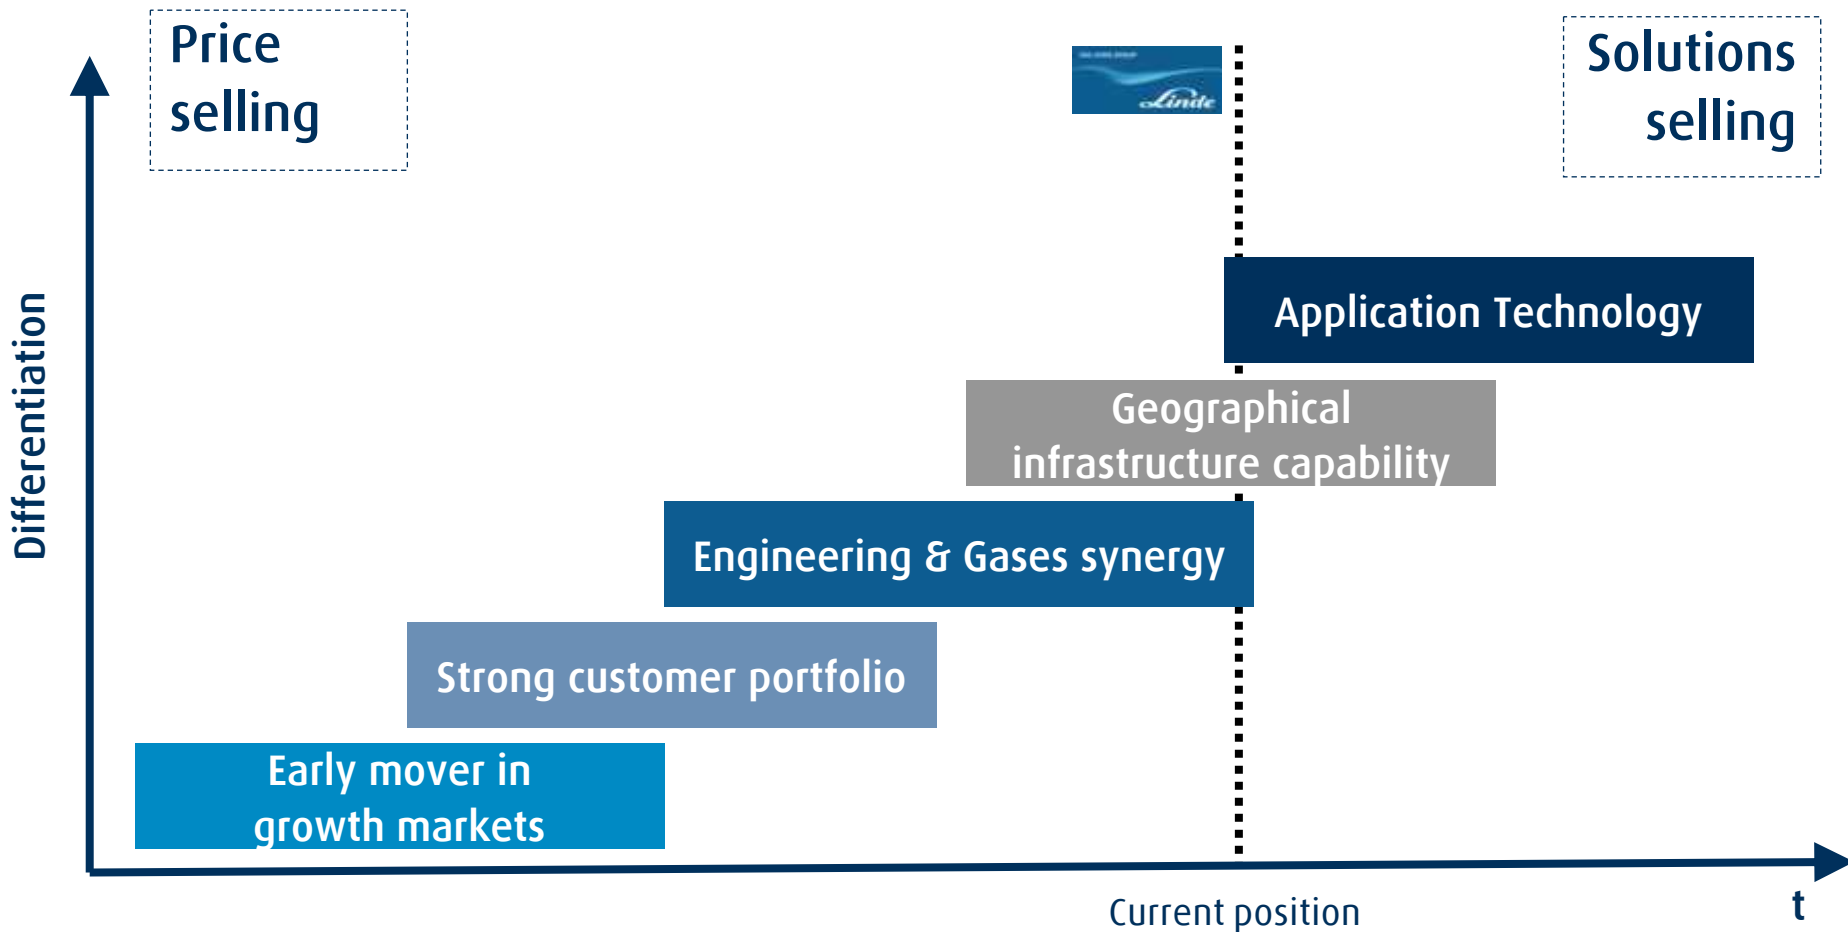 Price
selling
Linde
Solutions
selling
Differentiation
Application Technology
Geographical
infrastructure capability
Engineering & Gases synergy
Strong customer portfolio
Early mover in
growth markets
Current position
t